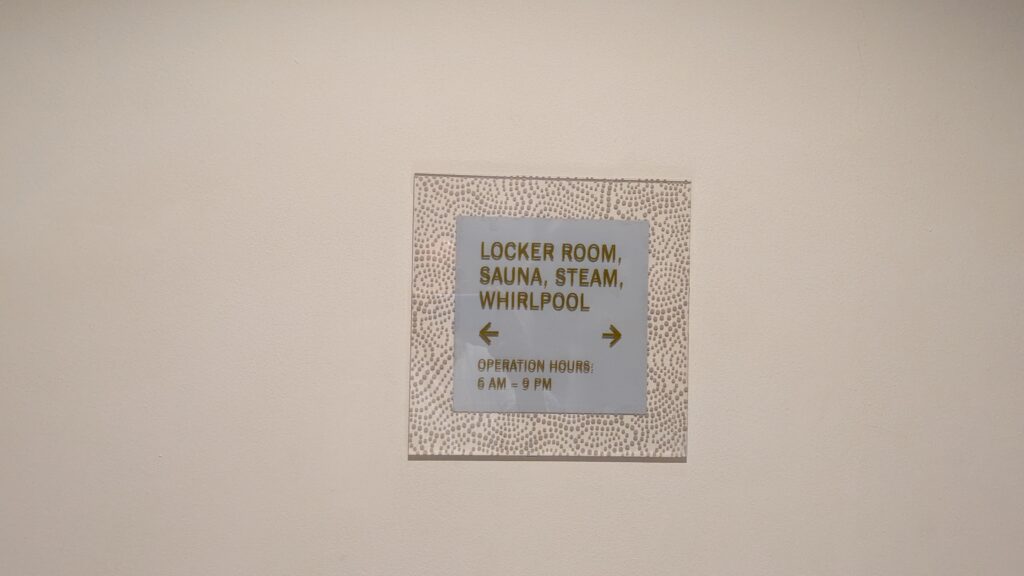 LOCKER ROOM,
SAUNA, STEAM,
WHIRLPOOL
← →
OPERATION HOURS:
6 AM – 9 PM